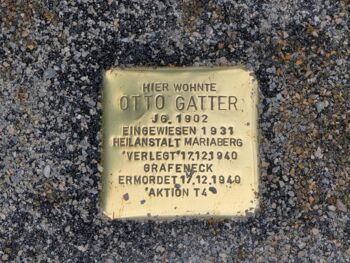 HIER WOHNTE
OTTO GATTER
JG. 1902
EINGEWIESEN 1931
HEILANSTALT MARIABERG
"VERLEGT" 17.12.1940
GRAFENECK
ERMORDET 17.12.1940
"AKTION T4"